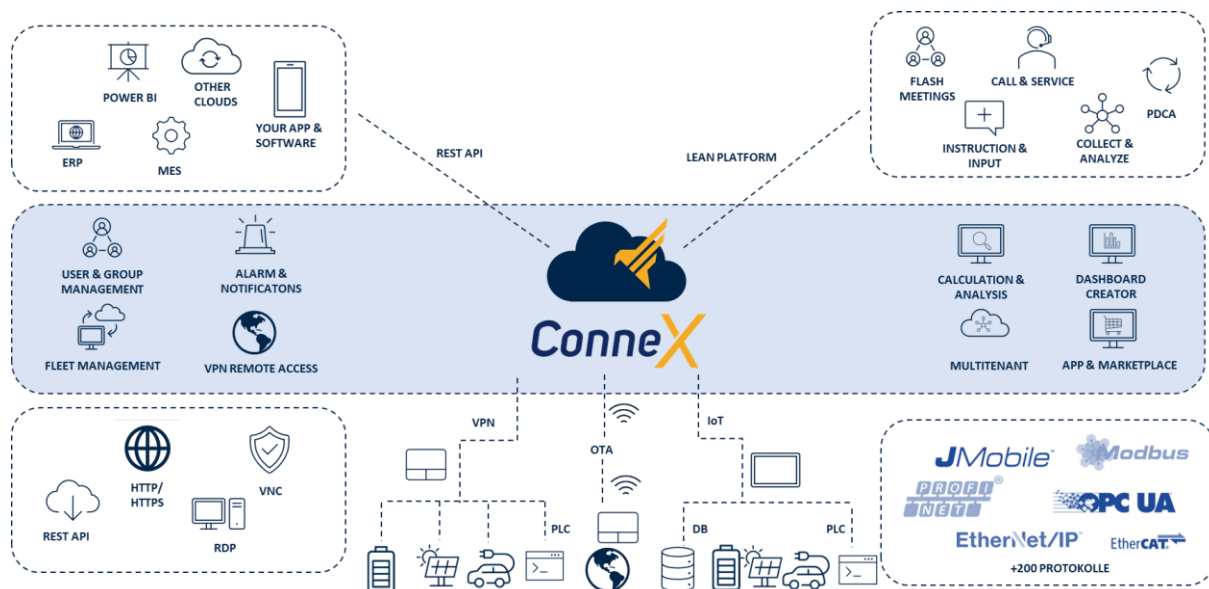 POWER BI
OTHER
CLOUDS
YOUR APP &
SOFTWARE
ERP
MES
REST API
LEAN PLATFORM
FLASH
MEETINGS
CALL & SERVICE
PDCA
INSTRUCTION &
INPUT
COLLECT &
ANALYZE
USER & GROUP
MANAGEMENT
ALARM &
NOTIFICATONS
FLEET MANAGEMENT
VPN REMOTE ACCESS
ConneX
CALCULATION &
ANALYSIS
DASHBOARD
CREATOR
MULTITENANT
APP & MARKETPLACE
HTTP/
HTTPS
VNC
REST API
RDP
VPN
OTA
IoT
PLC
DB
PLC
JMobile™
Modbus
PROFI
NET®
OPC UA™
EtherNet/IP™
EtherCAT
+200 PROTOKOLLE